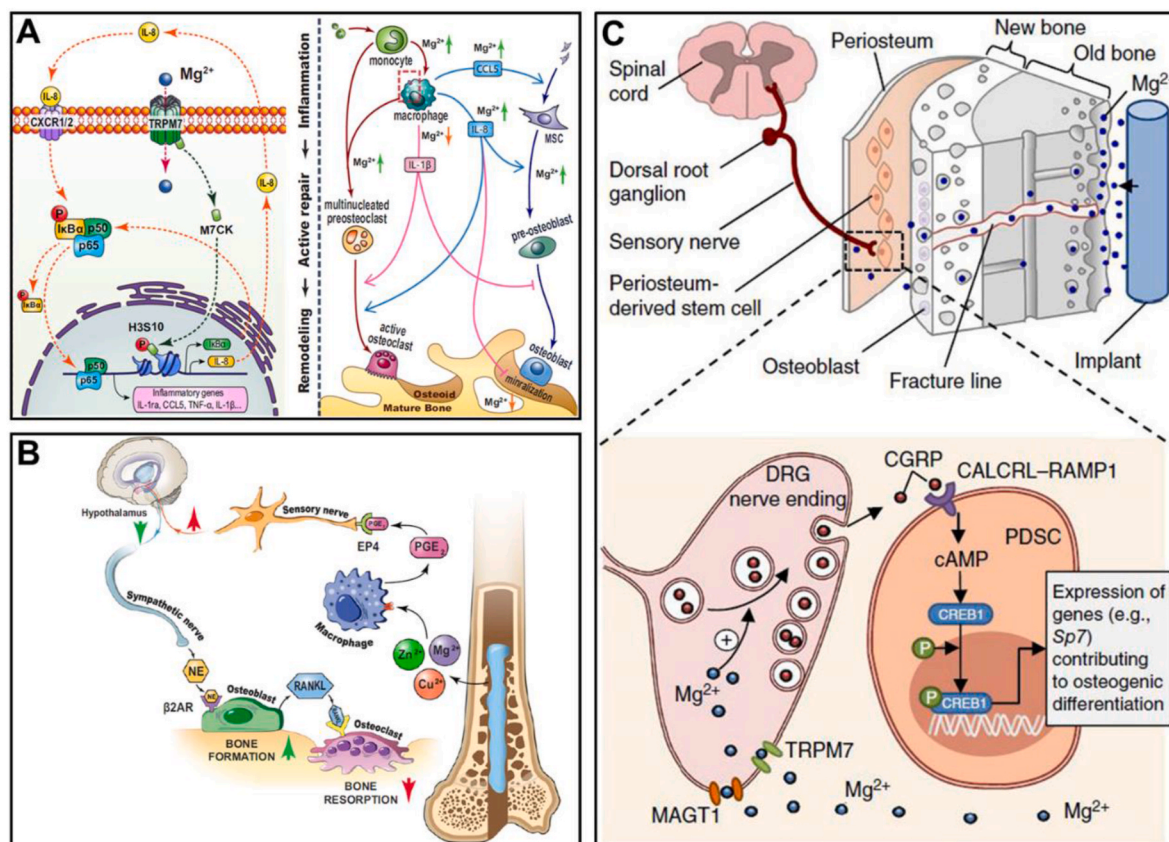 A
IL-8
Mg2+
IL-8
CXCR1/2
TRPM7
IL-8
P
IκBα
p50
p65
M7CK
P
IκBα
H3S10
P
p50
p65
IκBα
IL-8
Inflammatory genes
IL-1ra, CCL5, TNF-α, IL-1β...
Inflammation
Active repair
Remodeling
monocyte
Mg2+
Mg2+
CCL5
macrophage
Mg2+
IL-8
MSC
Mg2+
IL-1β
Mg2+
Mg2+
multinucleated
preosteoclast
pre-osteoblast
active
osteoclast
osteoblast
minralization
Osteoid
Mature Bone
Mg2+
B
Hypothalamus
Sensory nerve
PGE2
EP4
PGE2
Sympathetic nerve
Macrophage
Zn2+
Mg2+
Cu2+
NE
NE
β2AR
Osteoblast
RANKL
RANKL
Osteoclast
BONE
FORMATION
BONE
RESORPTION
C
Spinal
cord
Periosteum
New bone
Old bone
Mg2+
Dorsal root
ganglion
Sensory nerve
Periosteum-
derived stem cell
Osteoblast
Fracture line
Implant
DRG
nerve ending
CGRP
CALCRL–RAMP1
PDSC
cAMP
CREB1
P
P
CREB1
Expression of
genes (e.g.,
Sp7)
contributing
to osteogenic
differentiation
+
Mg2+
TRPM7
MAGT1
Mg2+
Mg2+